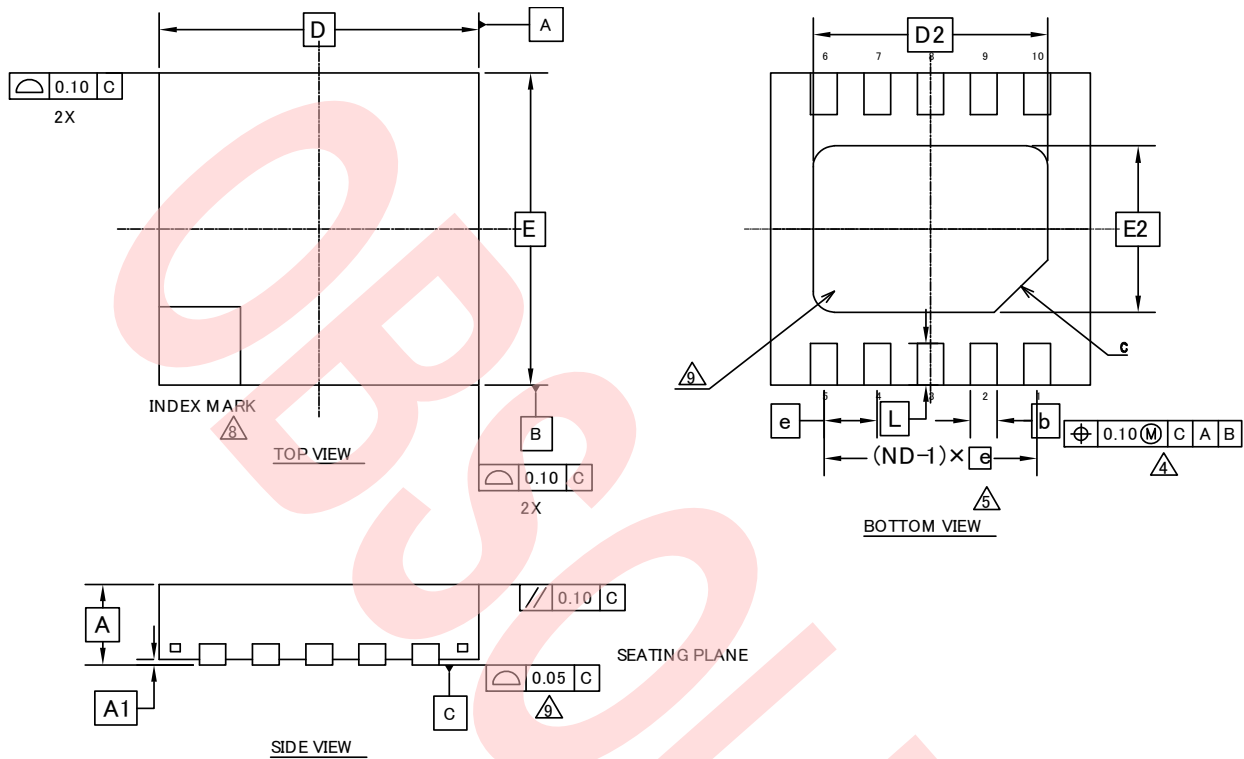 D
A
0.10 C
2X
E
INDEX MARK
8
TOP VIEW
B
0.10 C
2X
D2
6 7 8 9 10
E2
c
9
5 4 3 2 1
e
L
b
0.10 Ⓜ C A B
4
(ND-1)× e
5
BOTTOM VIEW
A
// 0.10 C
SEATING PLANE
0.05 C
9
A1
C
SIDE VIEW